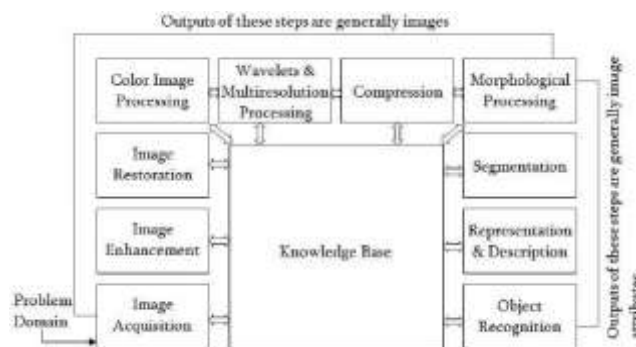 Outputs of these steps are generally images
Color Image
Processing
Wavelets &
Multiresolution
Processing
Compression
Morphological
Processing
Image
Restoration
Segmentation
Image
Enhancement
Knowledge Base
Representation
& Description
Problem
Domain
Image
Acquisition
Object
Recognition
Outputs of these steps are generally image
attributes